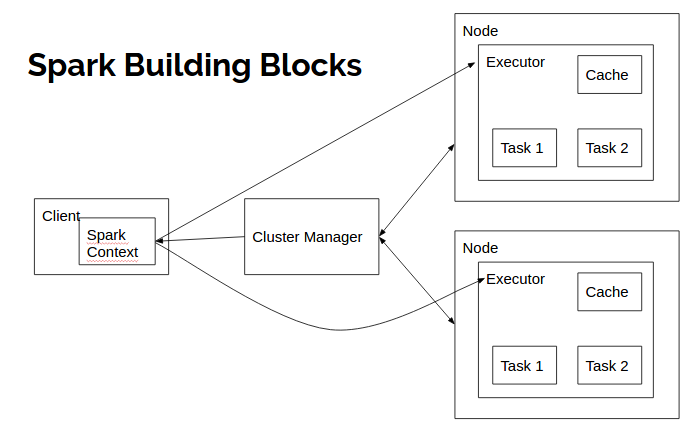 Spark Building Blocks
Client
Spark
Context
Cluster Manager
Node
Executor
Cache
Task 1
Task 2
Node
Executor
Cache
Task 1
Task 2